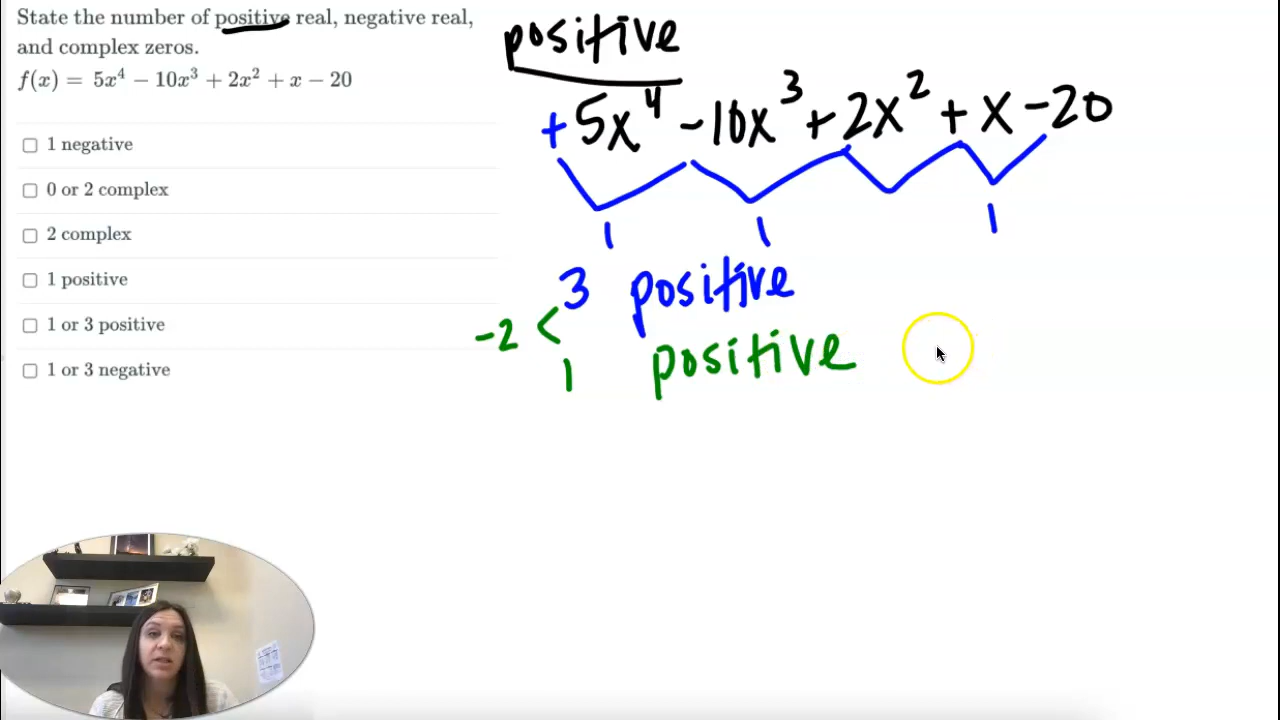 State the number of positive real, negative real,
and complex zeros.
f(x) = 5x⁴ − 10x³ + 2x² + x − 20
1 negative
0 or 2 complex
2 complex
1 positive
1 or 3 positive
1 or 3 negative
positive
+5x⁴ -10x³ + 2x² + x - 20
1 1 1
3 positive
-2 <
1 positive